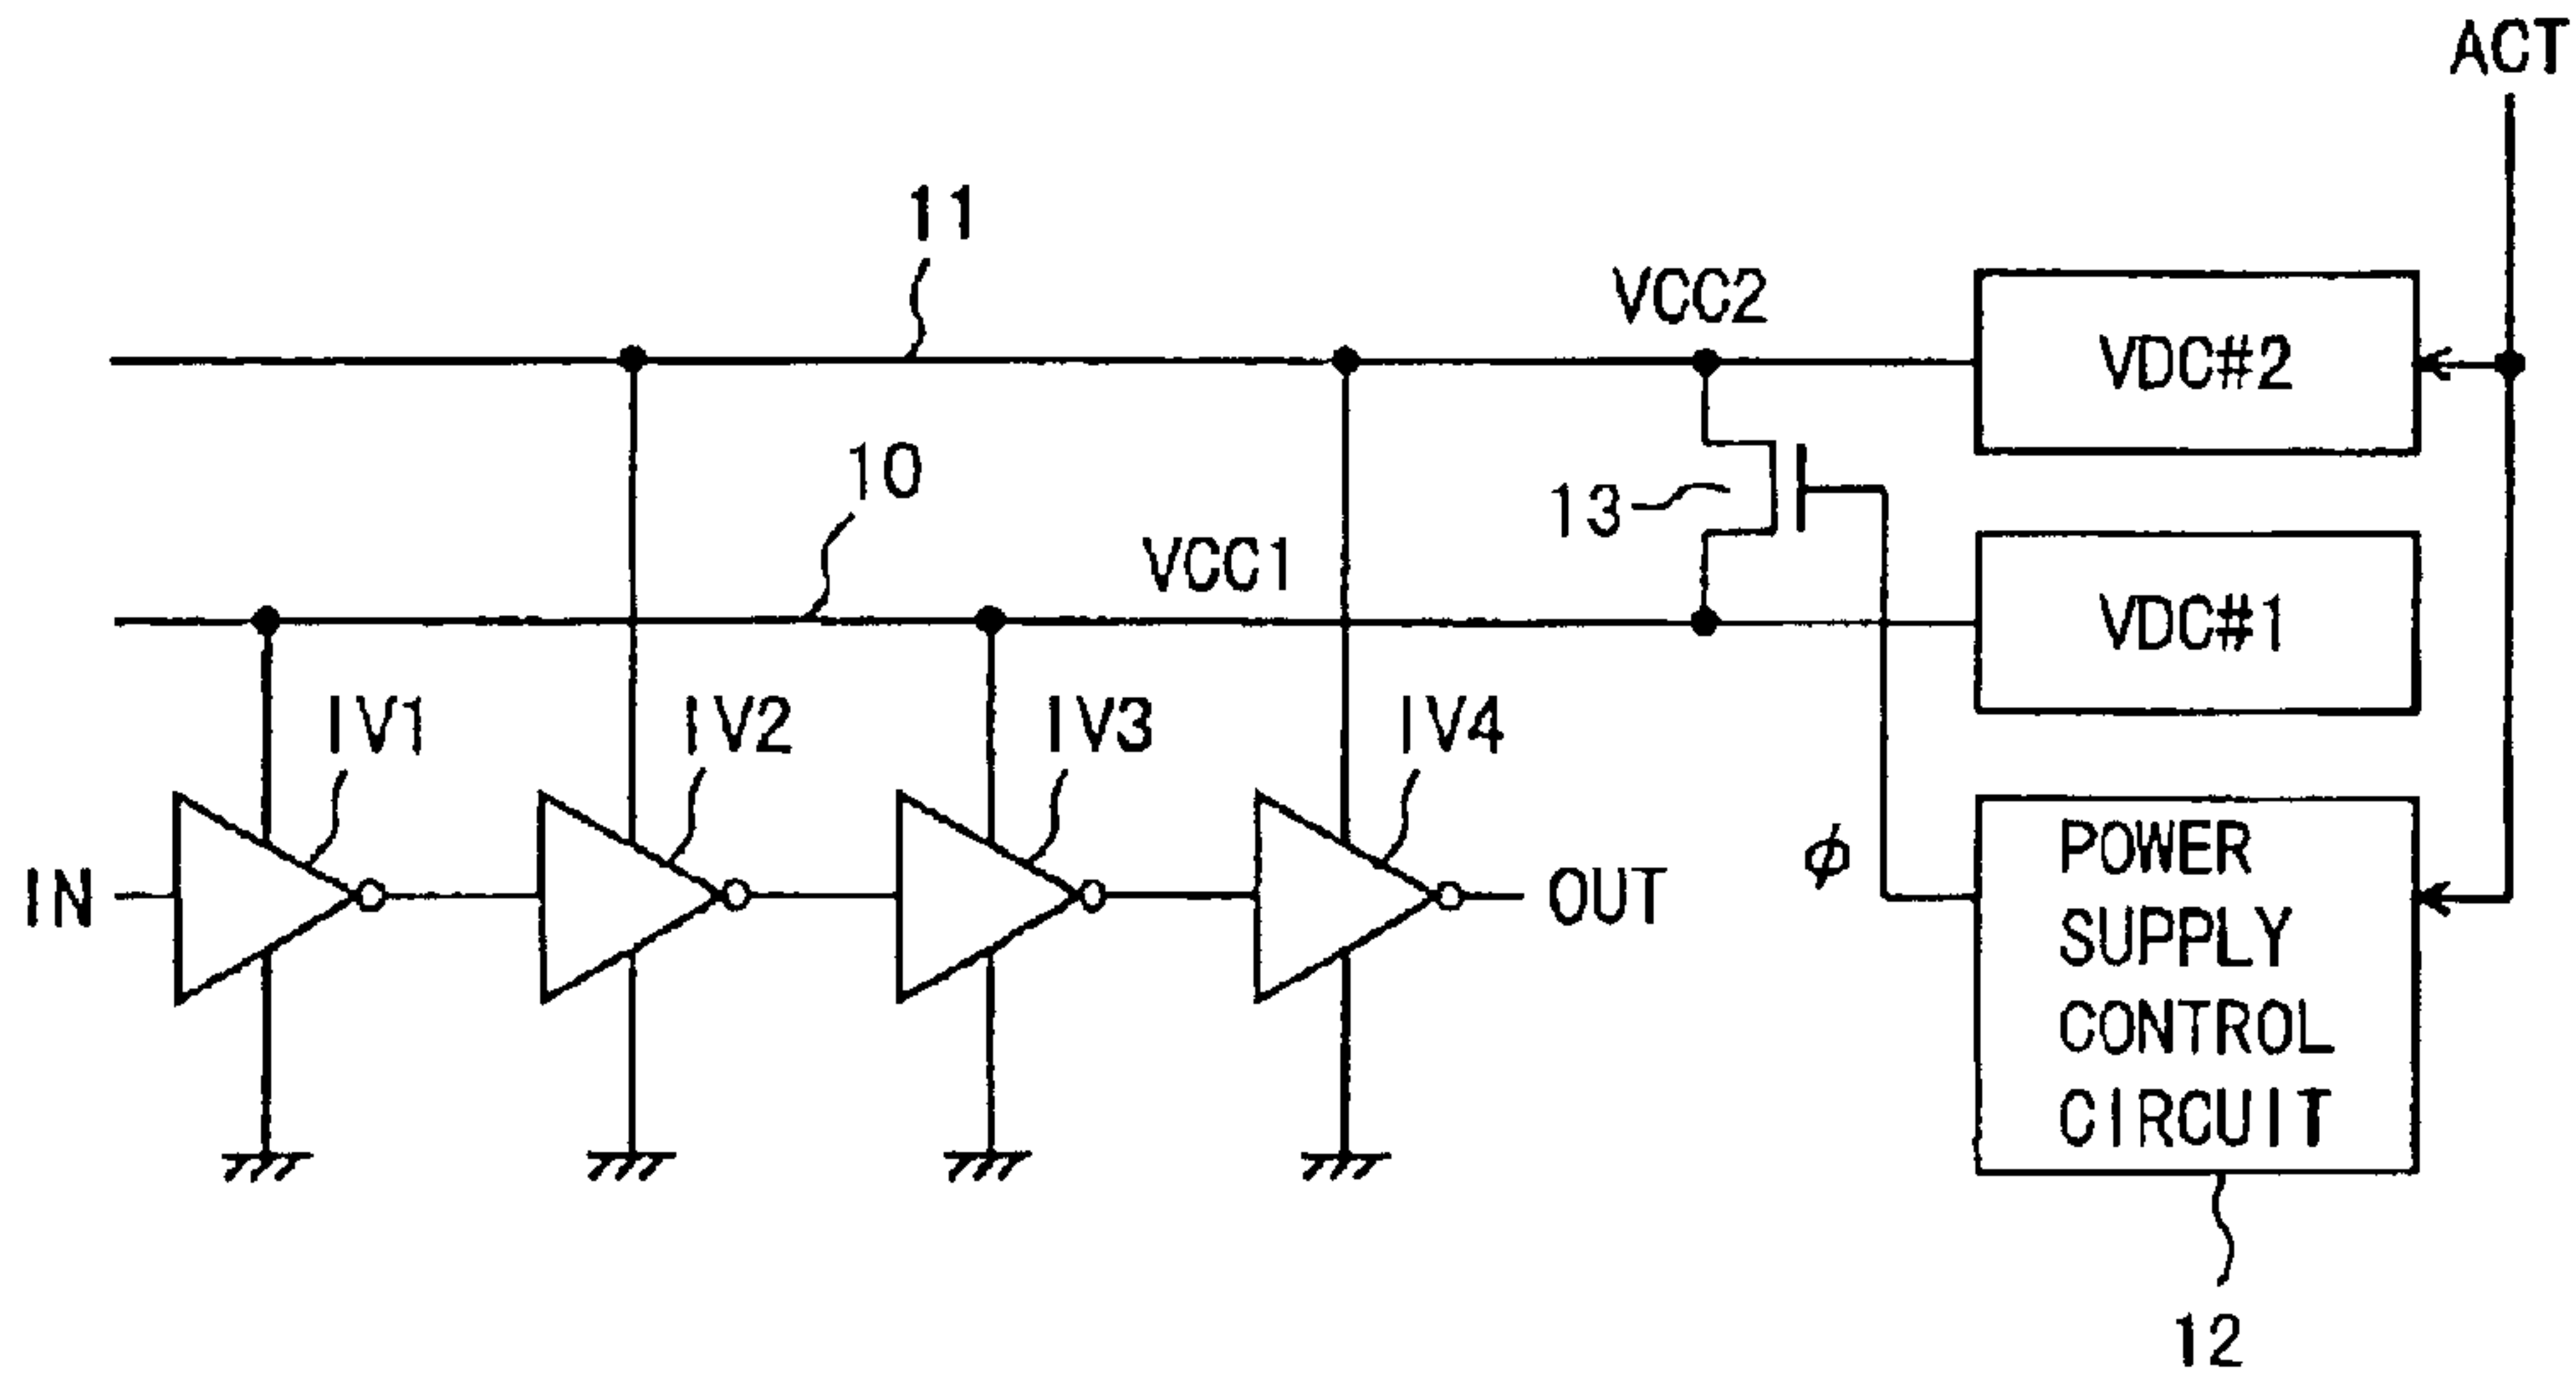 ACT
11
VCC2
VDC#2
10
13
VCC1
VDC#1
IV1
IV2
IV3
IV4
IN
OUT
φ
POWER
SUPPLY
CONTROL
CIRCUIT
12